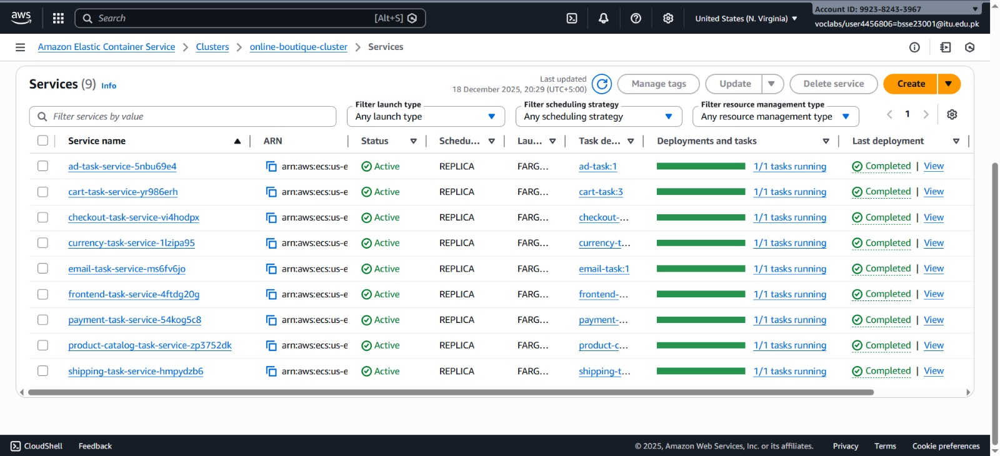 aws
Search [Alt+S]
United States (N. Virginia)
Account ID: 9923-8243-3967
voclabs/user4456806=bsse23001@itu.edu.pk
Amazon Elastic Container Service > Clusters > online-boutique-cluster > Services
Services (9) Info
Last updated
18 December 2025, 20:29 (UTC+5:00)
Manage tags
Update
Delete service
Create
Filter services by value
Filter launch type
Any launch type
Filter scheduling strategy
Any scheduling strategy
Filter resource management type
Any resource management type
1
Service name ARN Status Schedu... Lau... Task de... Deployments and tasks Last deployment
ad-task-service-5nbu69e4 arn:aws:ecs:us-e Active REPLICA FARG... ad-task:1 1/1 tasks running Completed | View
cart-task-service-yr986erh arn:aws:ecs:us-e Active REPLICA FARG... cart-task:3 1/1 tasks running Completed | View
checkout-task-service-vi4hodpx arn:aws:ecs:us-e Active REPLICA FARG... checkout-... 1/1 tasks running Completed | View
currency-task-service-1lzipa95 arn:aws:ecs:us-e Active REPLICA FARG... currency-t... 1/1 tasks running Completed | View
email-task-service-ms6fv6jo arn:aws:ecs:us-e Active REPLICA FARG... email-task:1 1/1 tasks running Completed | View
frontend-task-service-4ftdg20g arn:aws:ecs:us-e Active REPLICA FARG... frontend-... 1/1 tasks running Completed | View
payment-task-service-54kog5c8 arn:aws:ecs:us-e Active REPLICA FARG... payment-... 1/1 tasks running Completed | View
product-catalog-task-service-zp3752dk arn:aws:ecs:us-e Active REPLICA FARG... product-c... 1/1 tasks running Completed | View
shipping-task-service-hmpydzb6 arn:aws:ecs:us-e Active REPLICA FARG... shipping-t... 1/1 tasks running Completed | View
CloudShell Feedback © 2025, Amazon Web Services, Inc. or its affiliates. Privacy Terms Cookie preferences